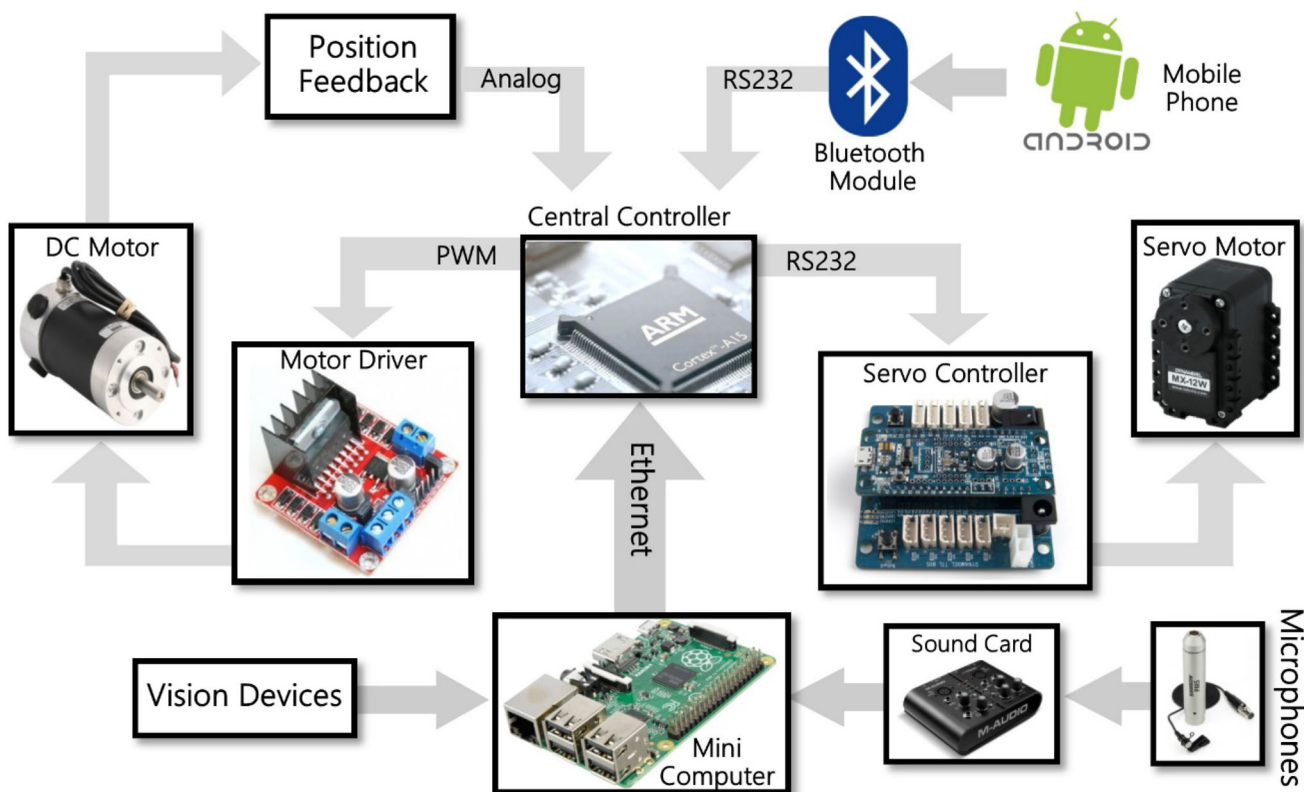 Position
Feedback
Analog
RS232
Bluetooth
Module
Mobile
Phone
ANDROID
DC Motor
PWM
Central Controller
ARM
Cortex™-A15
RS232
Servo Motor
MX-12W
Motor Driver
Servo Controller
Ethernet
Vision Devices
Mini
Computer
Sound Card
M-AUDIO
Microphones